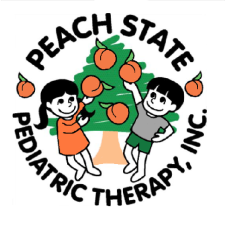 PEACH STATE
PEDIATRIC THERAPY, INC.